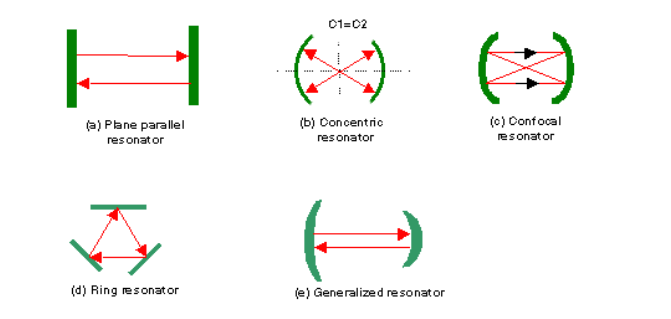 C1=C2
(a) Plane parallel
resonator
(b) Concentric
resonator
(c) Confocal
resonator
(d) Ring resonator
(e) Generalized resonator